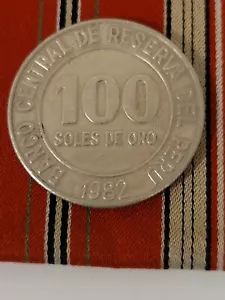 BANCO CENTRAL DE RESERVA DEL PERU
100
SOLES DE ORO
1982